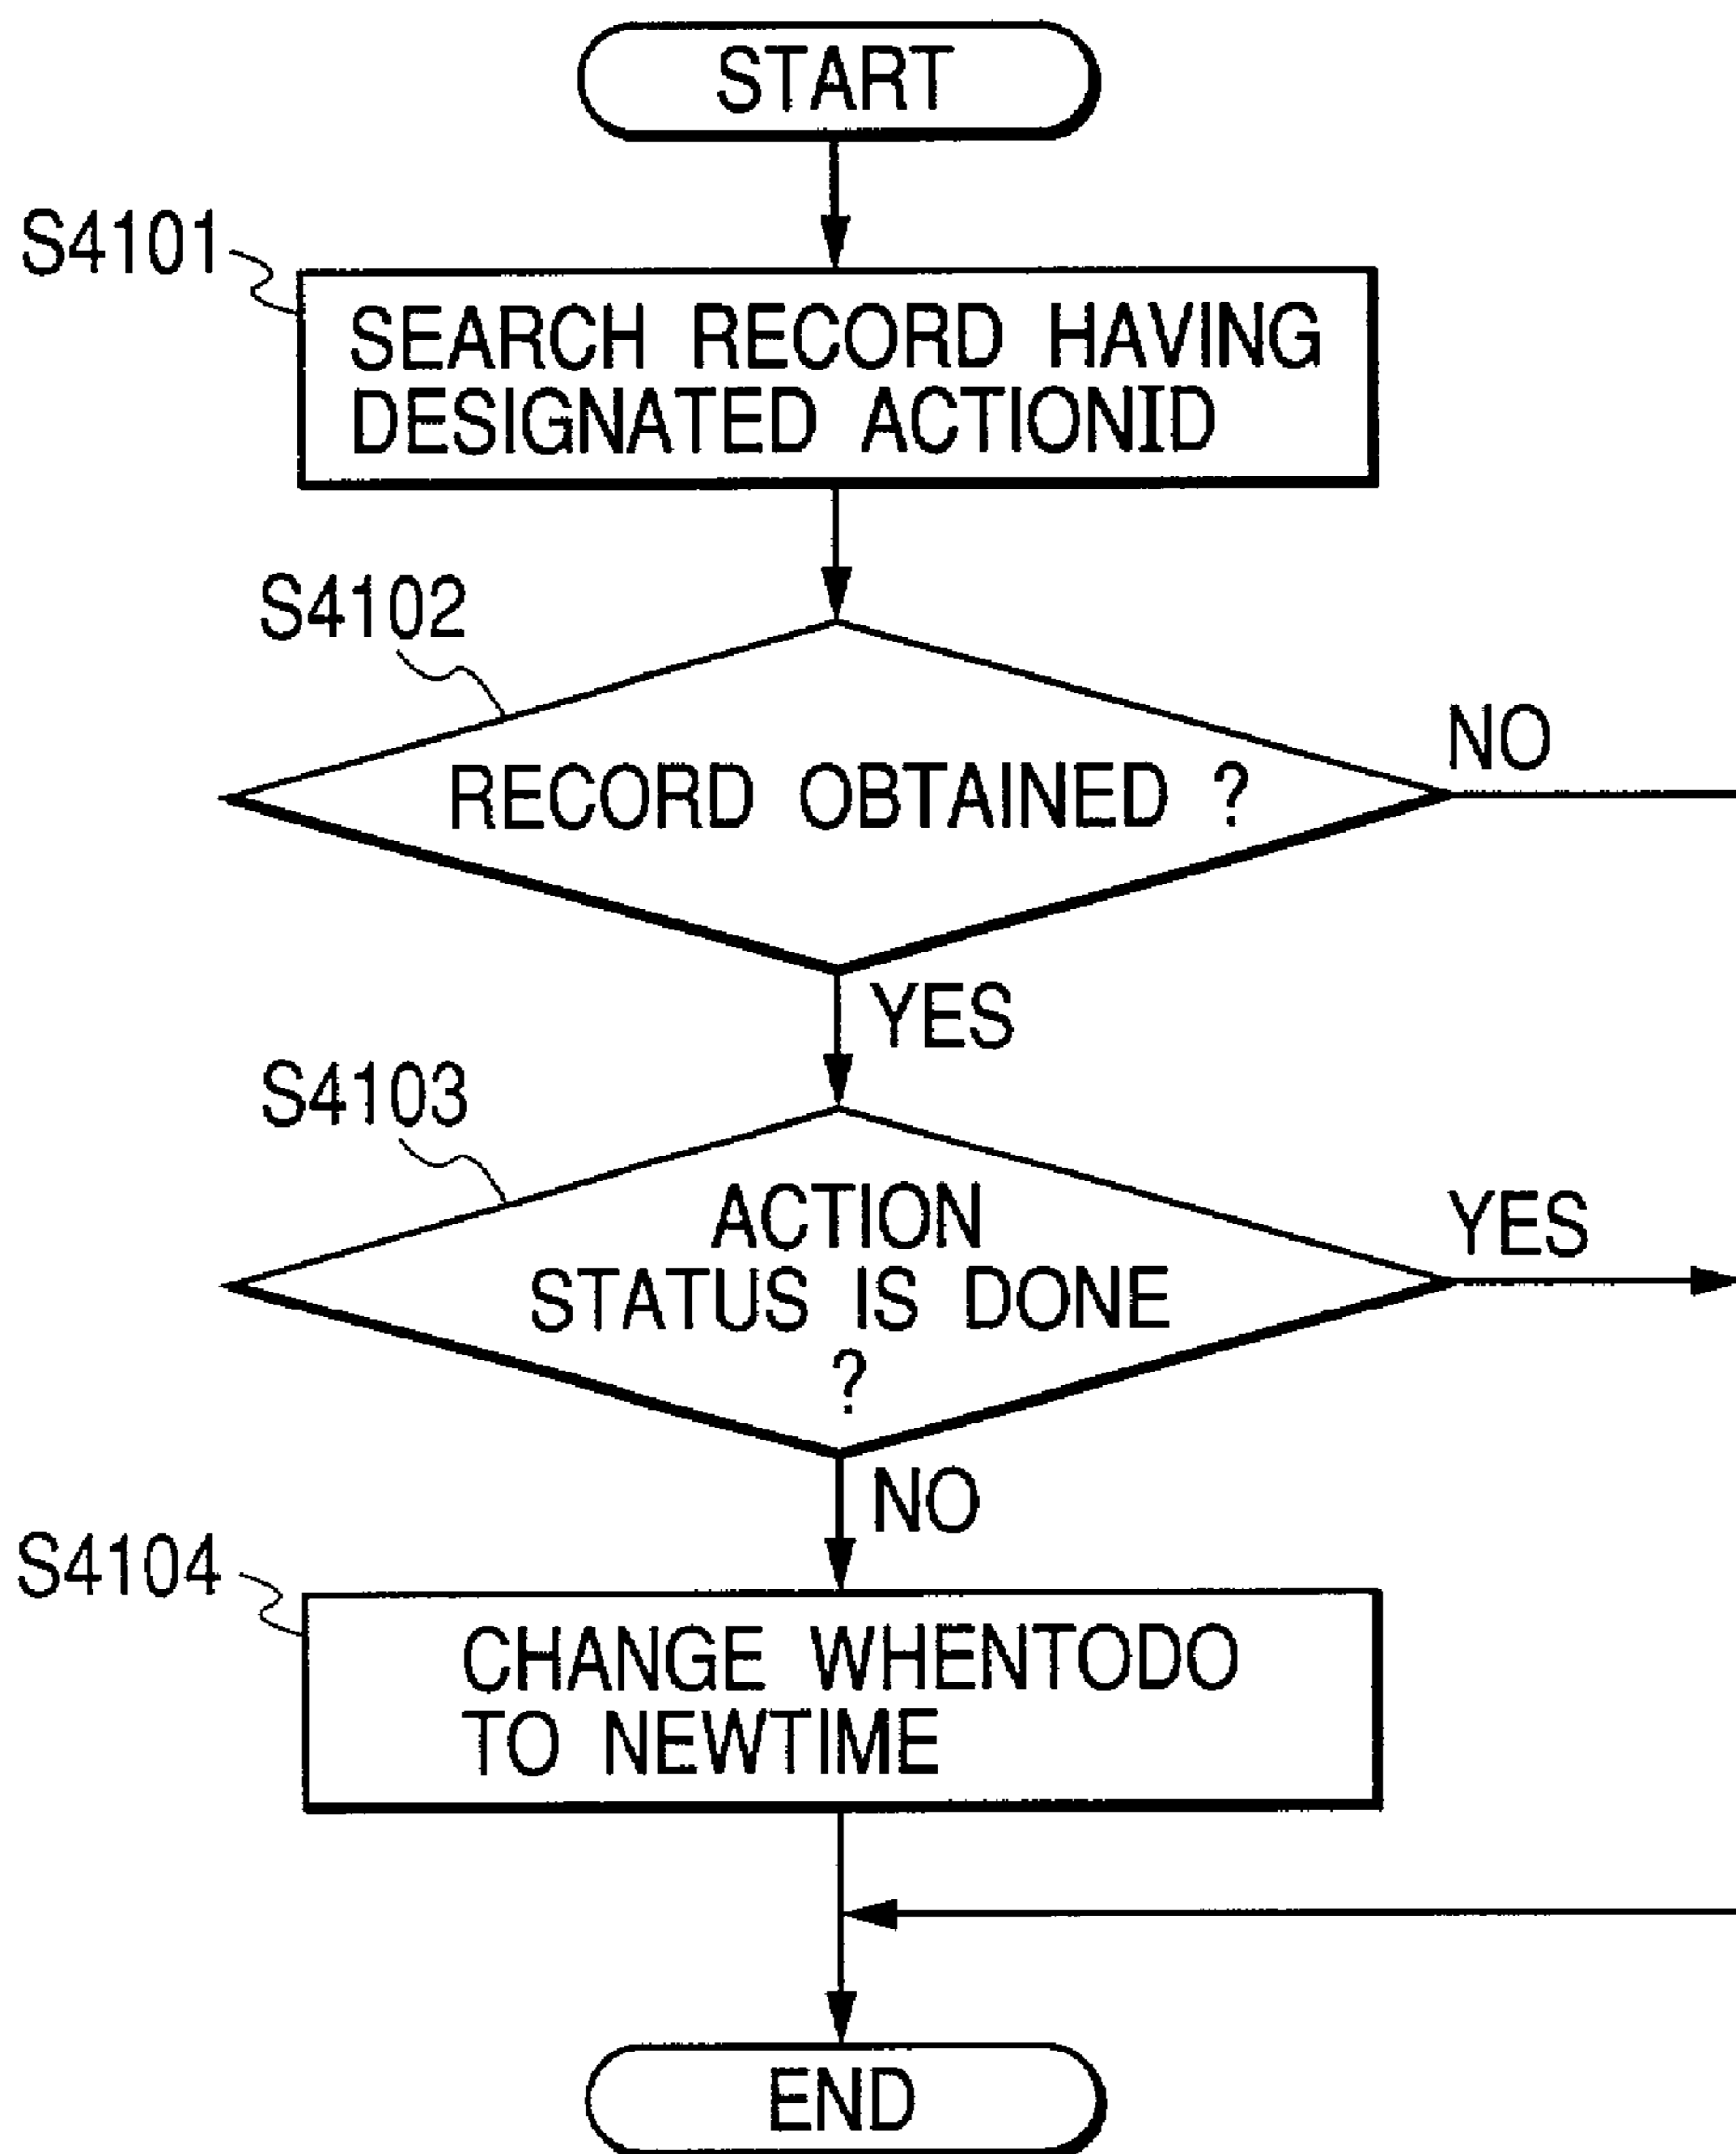 START
S4101
SEARCH RECORD HAVING
DESIGNATED ACTIONID
S4102
RECORD OBTAINED ?
NO
YES
S4103
ACTION
STATUS IS DONE
?
YES
NO
S4104
CHANGE WHENTODO
TO NEWTIME
END